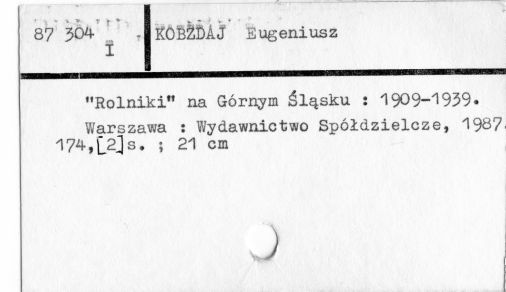 87 304 KOBŻDAJ Eugeniusz
I
"Rolniki" na Górnym Śląsku : 1909-1939.
Warszawa : Wydawnictwo Spółdzielcze, 1987.
174,[2]s. ; 21 cm